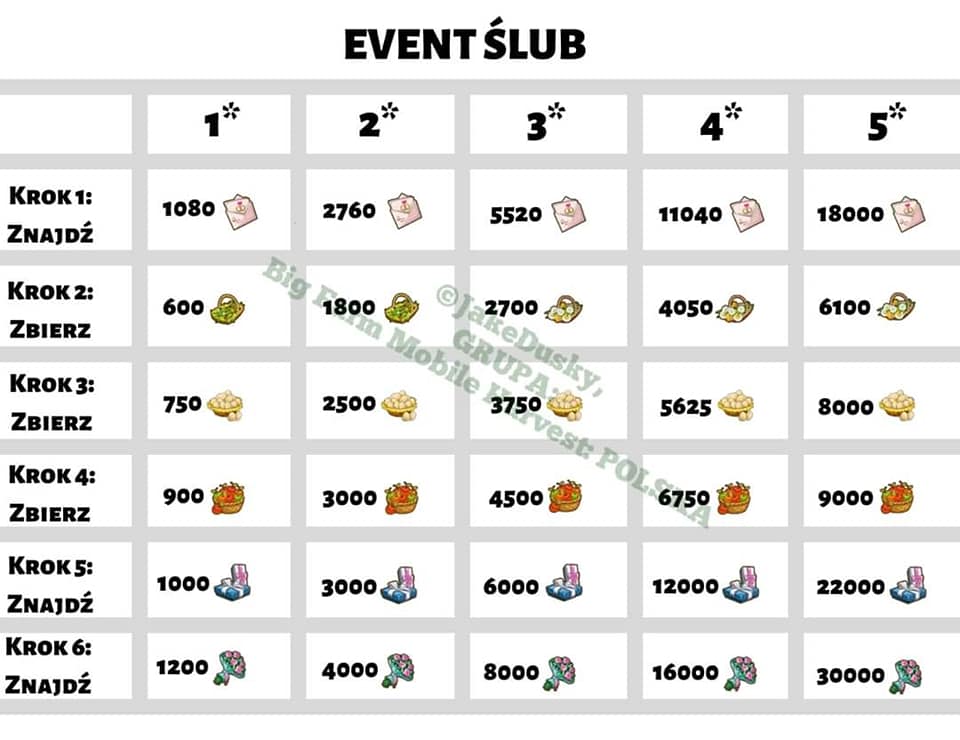 EVENT ŚLUB
1* 2* 3* 4* 5*
Krok 1: Znajdź 1080 2760 5520 11040 18000
Krok 2: Zbierz 600 1800 2700 4050 6100
Krok 3: Zbierz 750 2500 3750 5625 8000
Krok 4: Zbierz 900 3000 4500 6750 9000
Krok 5: Znajdź 1000 3000 6000 12000 22000
Krok 6: Znajdź 1200 4000 8000 16000 30000
©JakeDusky,
GRUPA:
Big Farm Mobile Harvest POLSKA